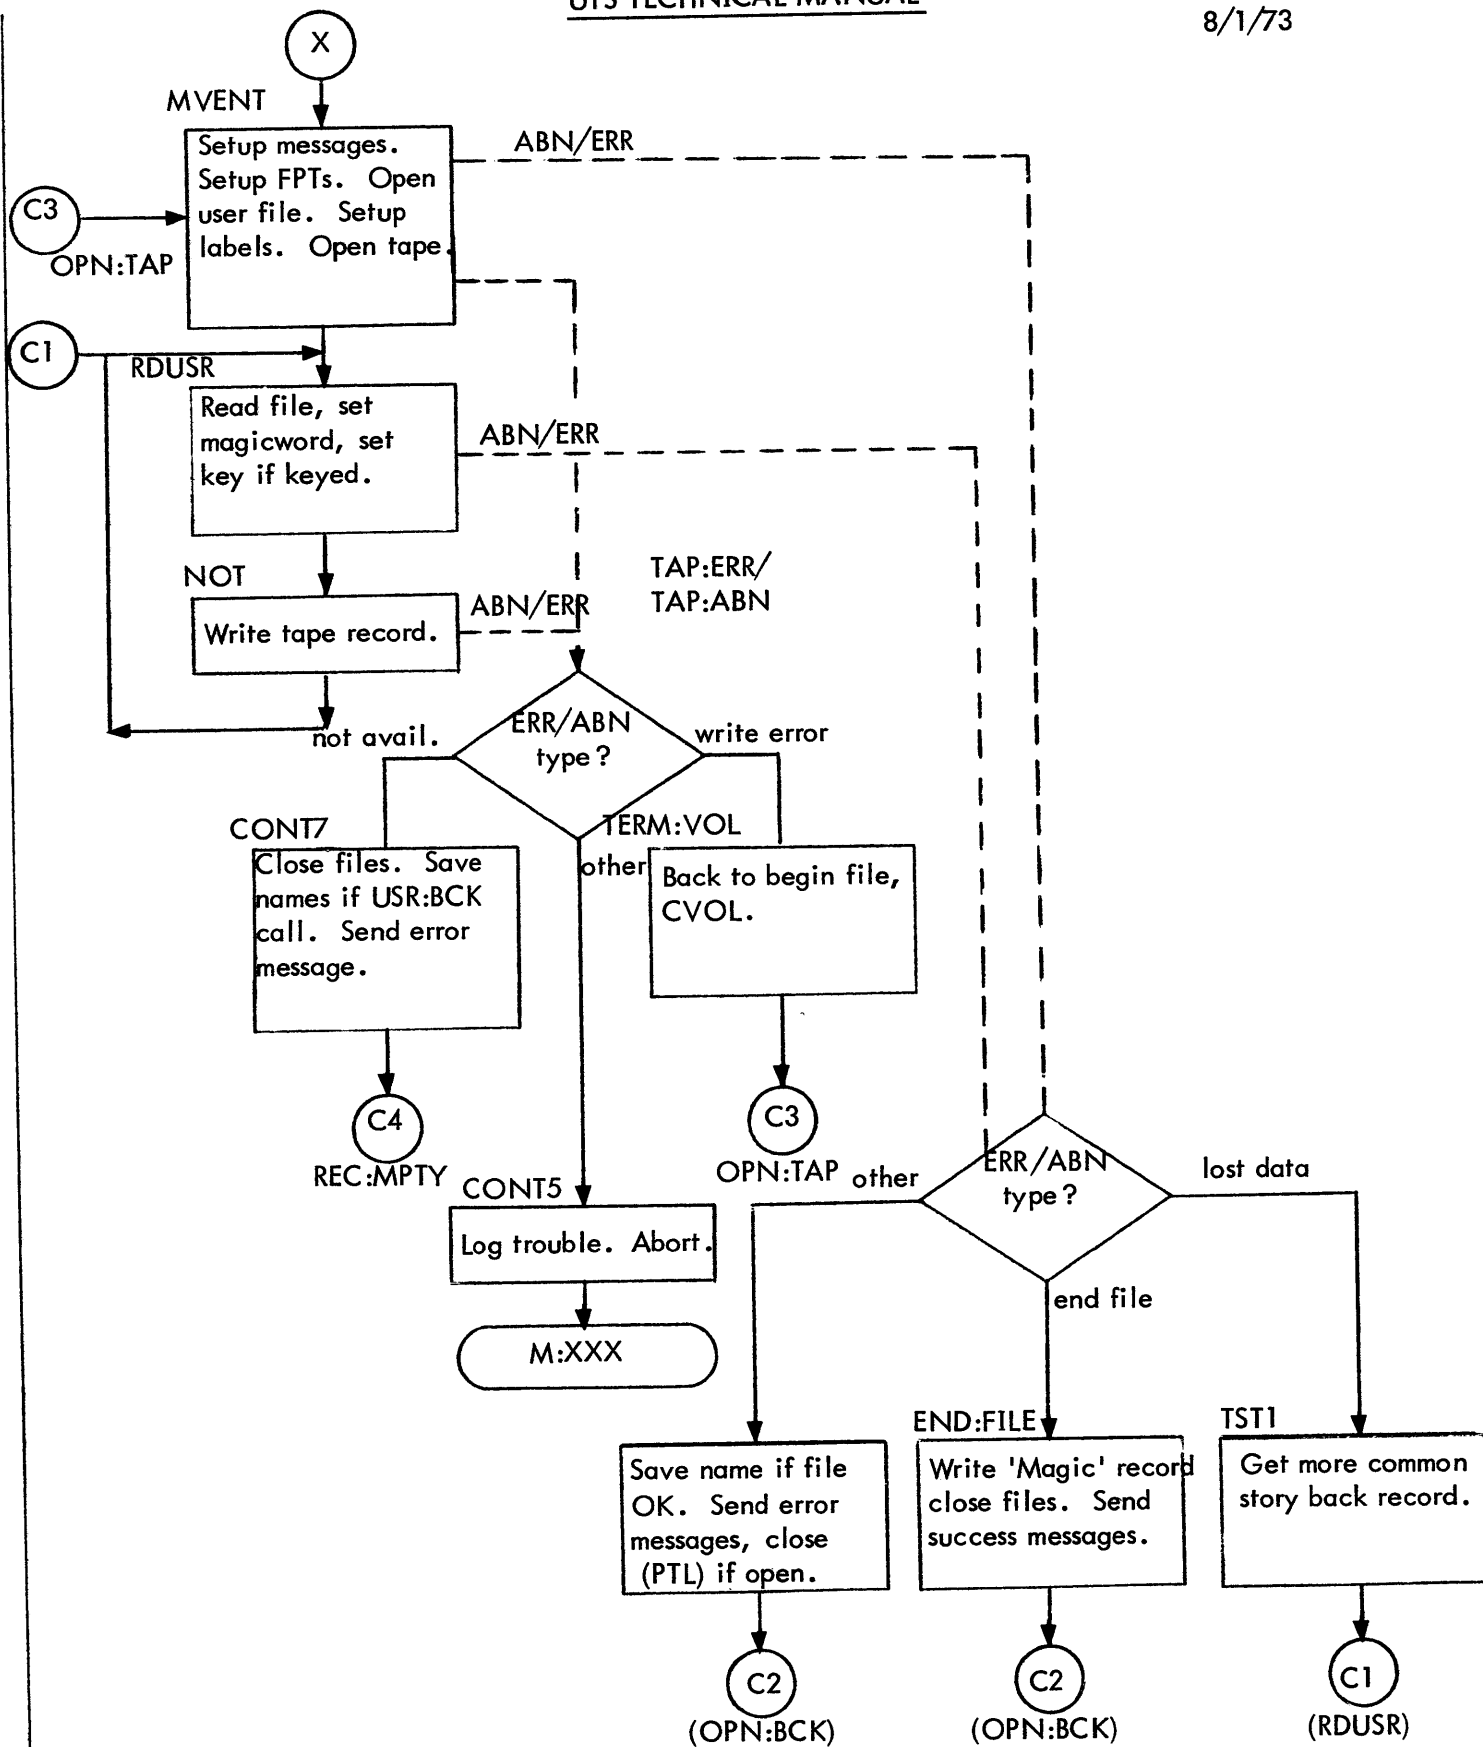 UTS TECHNICAL MANUAL
8/1/73
X
MVENT
Setup messages.
Setup FPTs. Open
user file. Setup
labels. Open tape.
ABN/ERR
C3
OPN:TAP
C1
RDUSR
Read file, set
magicword, set
key if keyed.
ABN/ERR
NOT
Write tape record.
ABN/ERR
TAP:ERR/
TAP:ABN
ERR/ABN
type?
not avail.
write error
other
CONT7
Close files. Save
names if USR:BCK
call. Send error
message.
TERM:VOL
Back to begin file,
CVOL.
C4
REC:MPTY
C3
OPN:TAP
CONT5
Log trouble. Abort.
M:XXX
ERR/ABN
type?
other
lost data
end file
Save name if file
OK. Send error
messages, close
(PTL) if open.
END:FILE
Write 'Magic' record
close files. Send
success messages.
TST1
Get more common
story back record.
C2
(OPN:BCK)
C2
(OPN:BCK)
C1
(RDUSR)